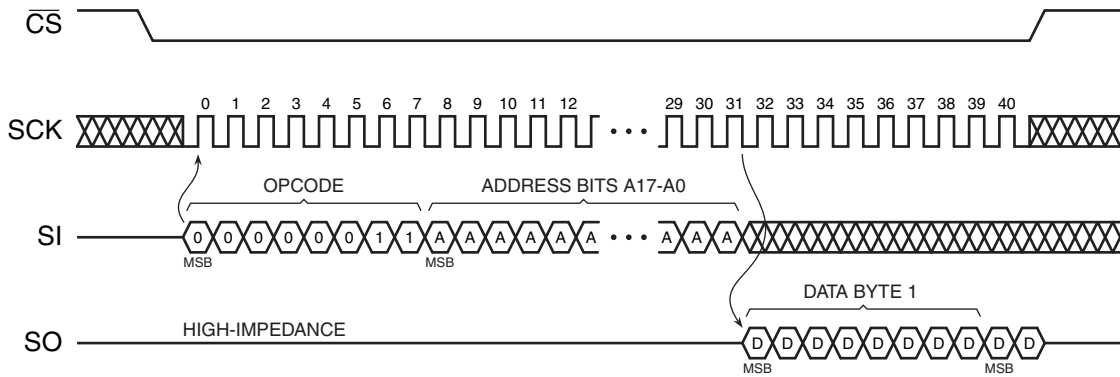 CS
SCK
0 1 2 3 4 5 6 7 8 9 10 11 12 29 30 31 32 33 34 35 36 37 38 39 40
OPCODE ADDRESS BITS A17-A0
SI 0 0 0 0 0 0 1 1 A A A A A A A A A
MSB MSB
DATA BYTE 1
HIGH-IMPEDANCE
SO D D D D D D D D D D
MSB MSB